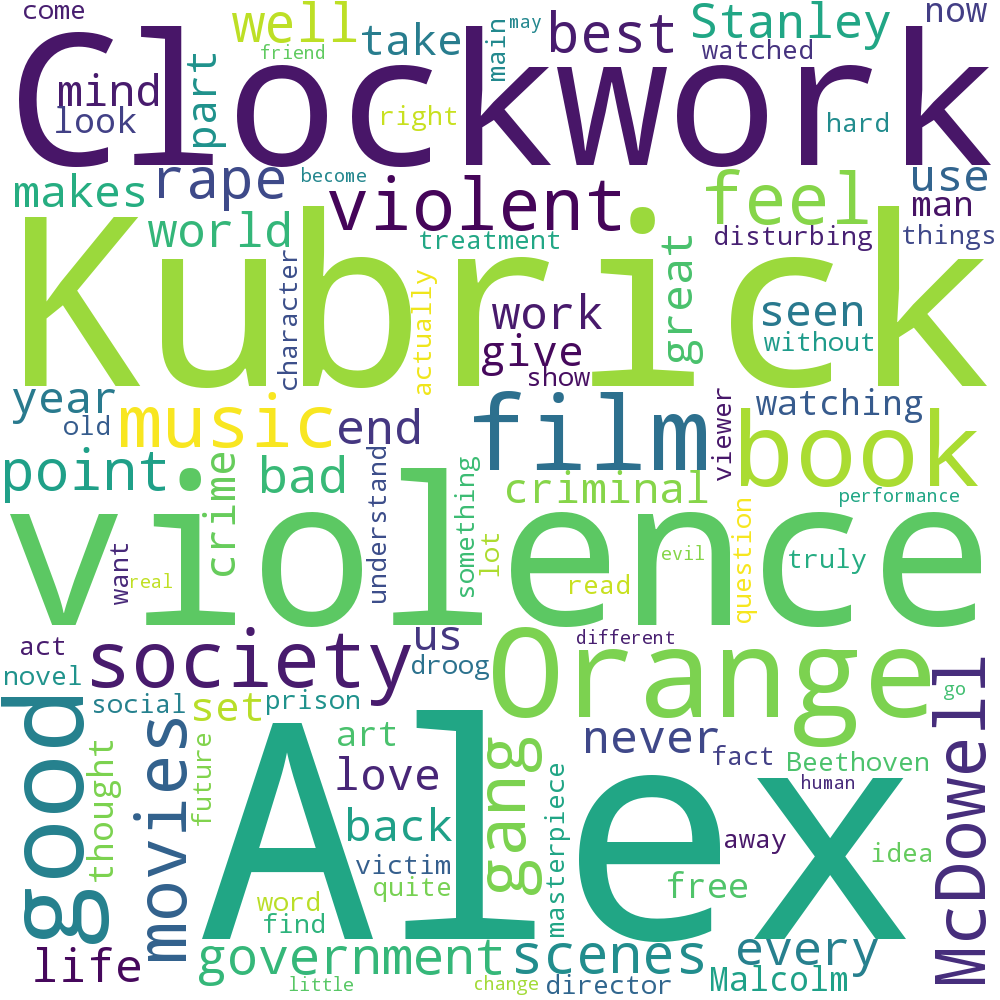 come
well
take
main
may
best
Stanley
now
friend
watched
Clockwork
mind
look
part
right
hard
makes
rape
become
violent
feel
use
man
world
treatment
disturbing
things
Kubrick
character
actually
work
great
seen
give
without
show
year
old
music
end
film
viewer
watching
book
point
crime
bad
understand
something
lot
criminal
performance
violence
want
real
read
evil
question
truly
act
novel
society
us
droog
different
Orange
McDowell
go
social
set
prison
good
thought
movies
future
art
love
gang
never
fact
Beethoven
human
Alex
back
victim
quite
masterpiece
away
idea
free
word
find
life
government
scenes
every
little
change
director
Malcolm